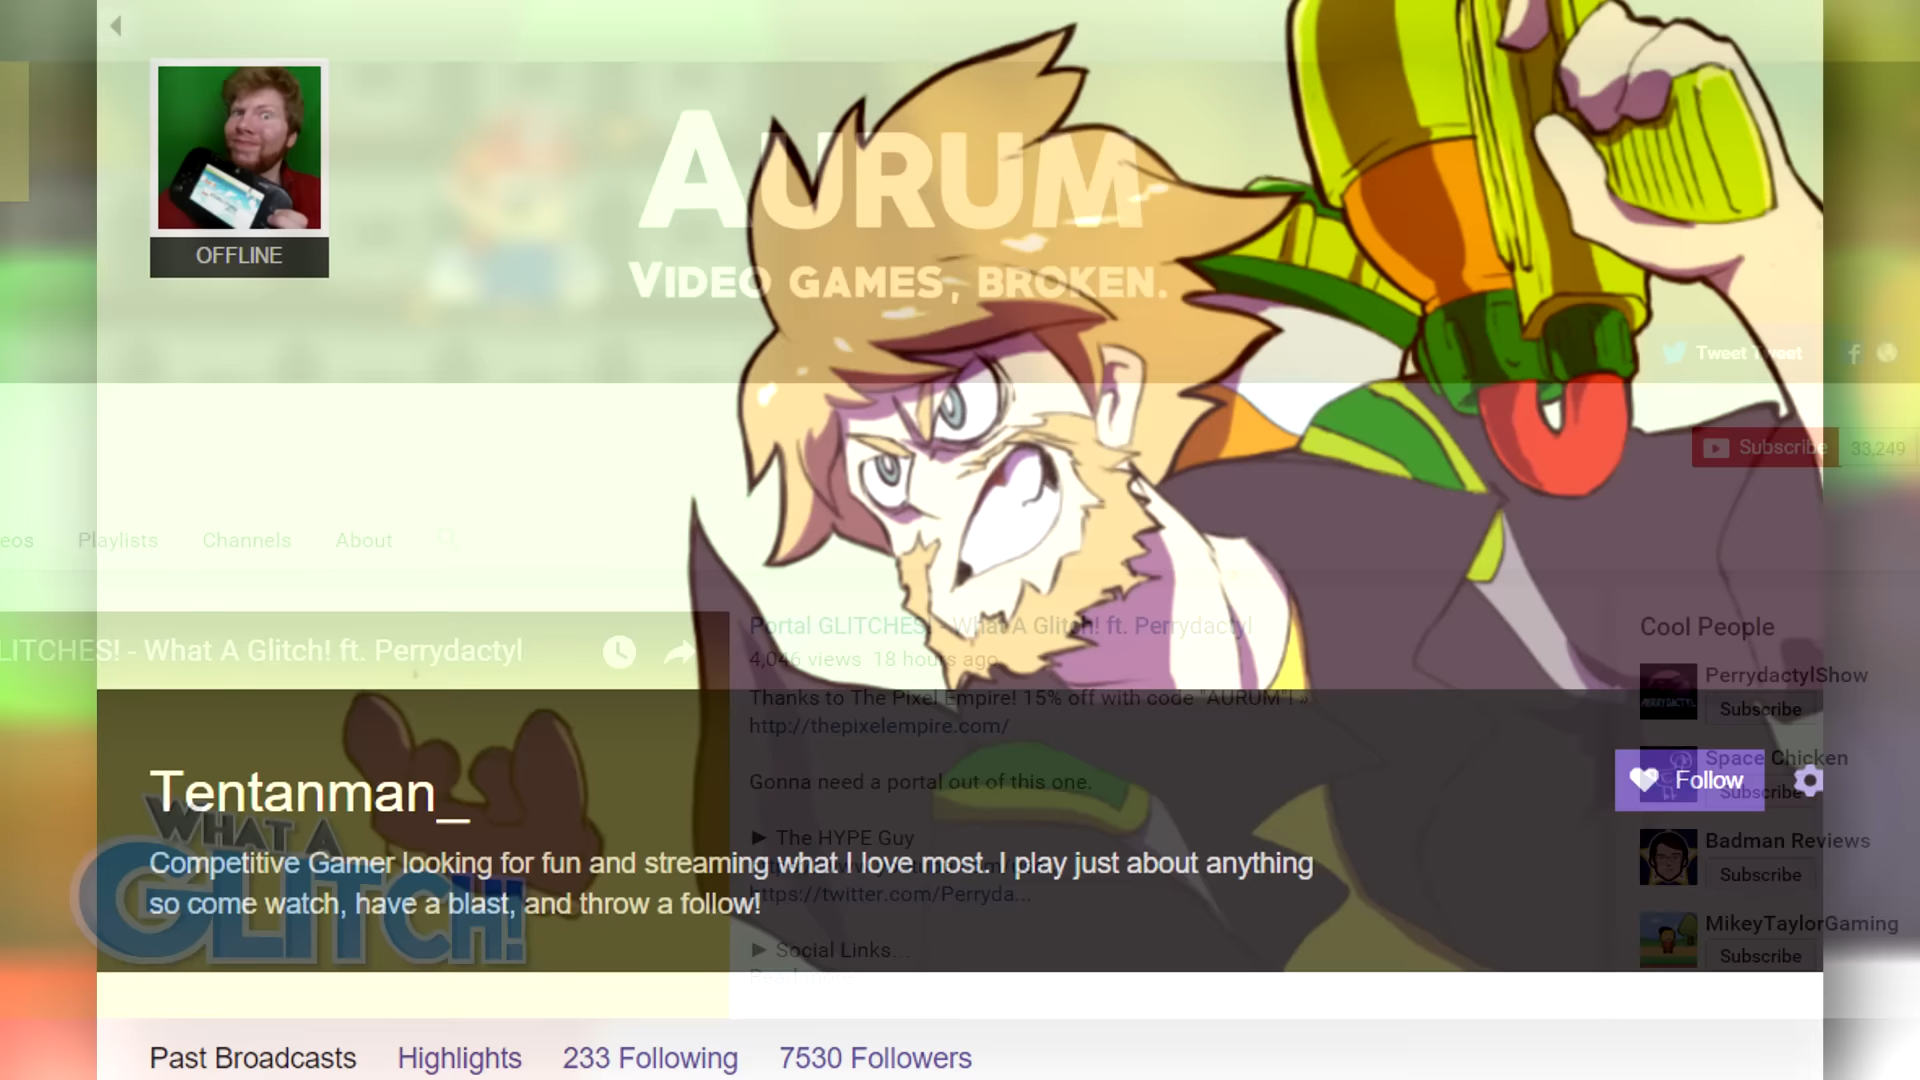 AURUM
VIDEO GAMES, BROKEN.
OFFLINE
Tweet Tweet
Subscribe 33,249
eos Playlists Channels About
LITCHES! - What A Glitch! ft. Perrydactyl
Portal GLITCHES! - What A Glitch! ft. Perrydactyl
4,046 views 18 hours ago
Thanks to The Pixel Empire! 15% off with code "AURUM"! »
http://thepixelempire.com/
Gonna need a portal out of this one.
► The HYPE Guy
https://twitter.com/Perryda...
► Social Links...
Cool People
PerrydactylShow
Subscribe
Space Chicken
Subscribe
Badman Reviews
Subscribe
MikeyTaylorGaming
Subscribe
Tentanman_
Follow
WHAT A
GLITCH!
Competitive Gamer looking for fun and streaming what I love most. I play just about anything
so come watch, have a blast, and throw a follow!
Past Broadcasts Highlights 233 Following 7530 Followers